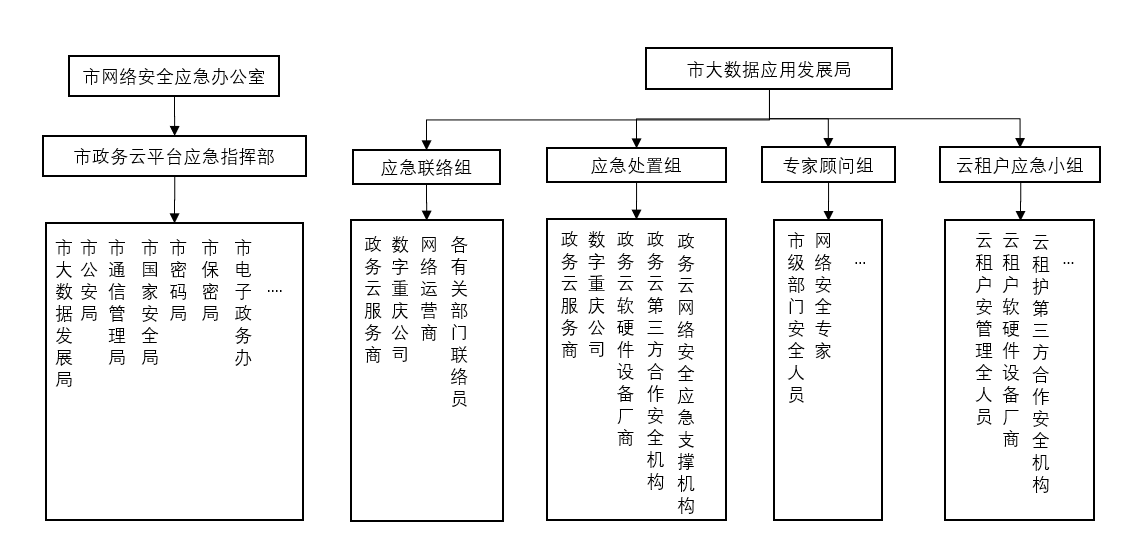 市网络安全应急办公室
市大数据应用发展局
市政务云平台应急指挥部
应急联络组
应急处置组
专家顾问组
云租户应急小组
市大数据发展局
市公安局
市通信管理局
市国家安全局
市密码局
市保密局
市电子政务办
....
政务云服务商
数字重庆公司
网络运营商
各有关部门联络员
政务云服务商
数字重庆公司
政务云软硬件设备厂商
政务云第三方合作安全机构
政务云网络安全应急支撑机构
市级部门安全人员
网络安全专家
...
云租户安管理全人员
云租户软硬件设备厂商
云租护第三方合作安全机构
...